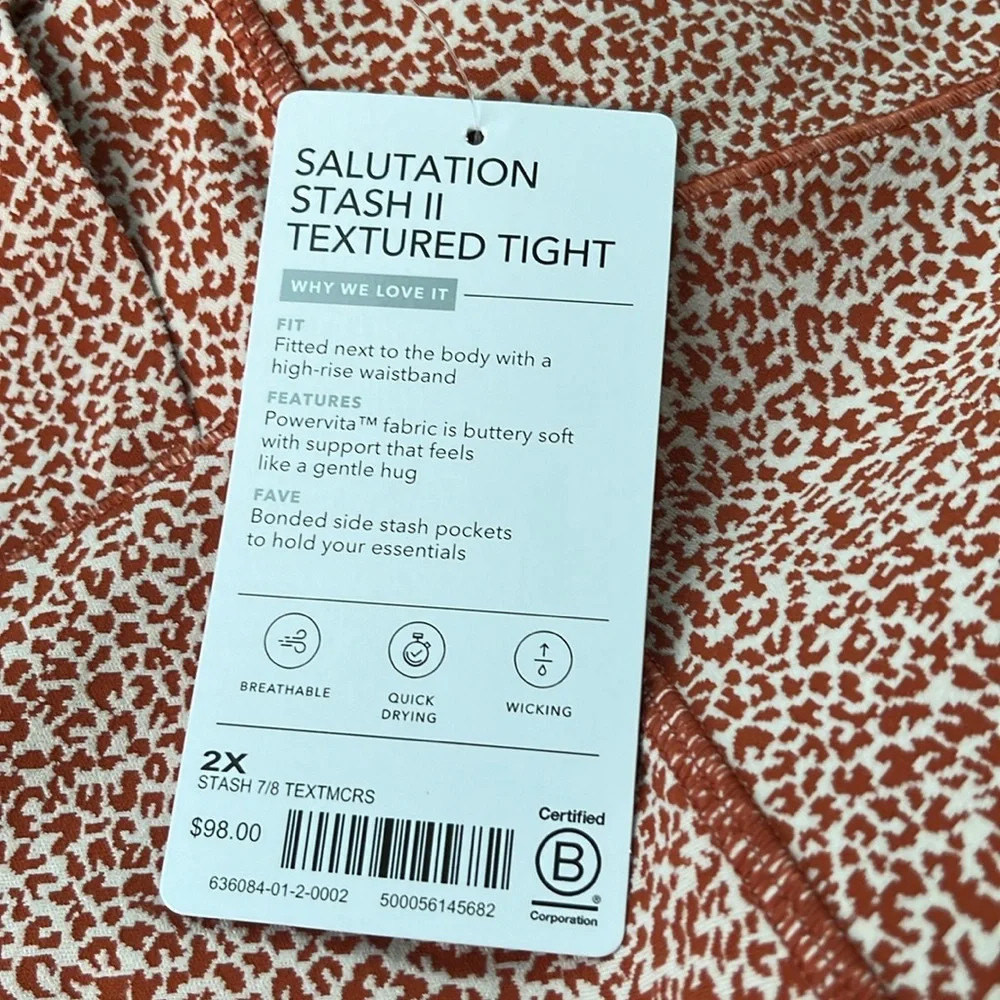 SALUTATION
STASH II
TEXTURED TIGHT
WHY WE LOVE IT
FIT
Fitted next to the body with a
high-rise waistband
FEATURES
Powervita™ fabric is buttery soft
with support that feels
like a gentle hug
FAVE
Bonded side stash pockets
to hold your essentials
BREATHABLE
QUICK
DRYING
WICKING
2X
STASH 7/8 TEXTMCRS
$98.00
636084-01-2-0002 500056145682
Certified
B
®
Corporation